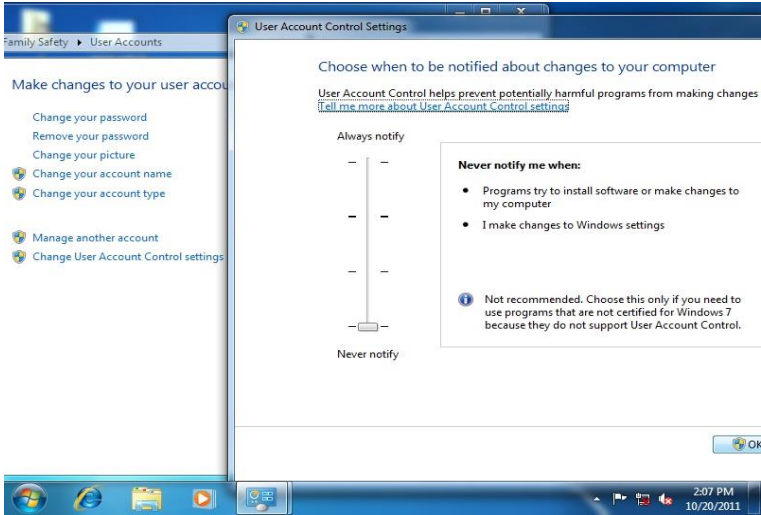 Family Safety ▸ User Accounts
Make changes to your user accou
Change your password
Remove your password
Change your picture
Change your account name
Change your account type
Manage another account
Change User Account Control settings
User Account Control Settings
Choose when to be notified about changes to your computer
User Account Control helps prevent potentially harmful programs from making changes
Tell me more about User Account Control settings
Always notify
Never notify
Never notify me when:
• Programs try to install software or make changes to
my computer
• I make changes to Windows settings
Not recommended. Choose this only if you need to
use programs that are not certified for Windows 7
because they do not support User Account Control.
OK
2:07 PM
10/20/2011